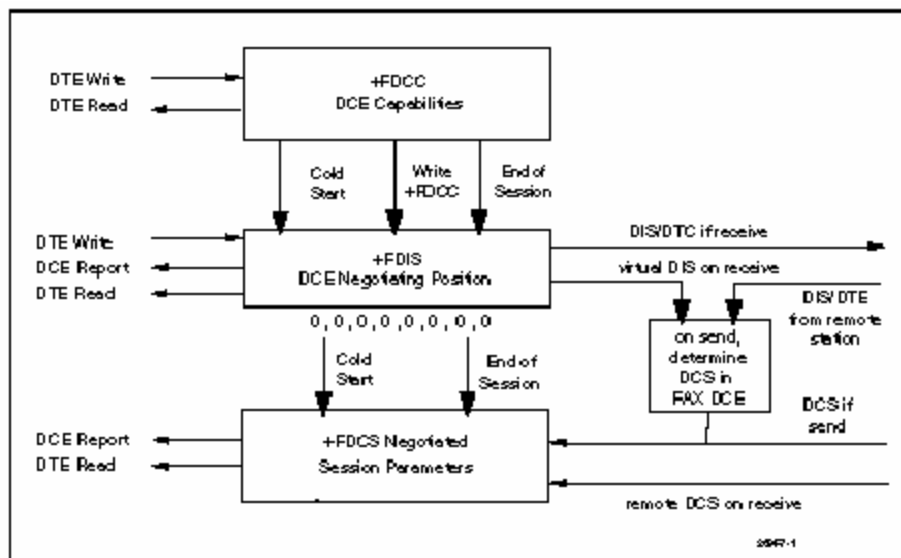 DTE Write
DTE Read
+FDCC
DCE Capabilities
Cold
Start
Write
+FDCC
End of
Session
DTE Write
DCE Report
DTE Read
+FDIS
DCE Negotiating Position
DIS/DTC if receive
virtual DIS on receive
DIS/ DTE
from remote
station
0,0,0,0,0,0,0,0
on send,
determine
DCS in
FAX DCE
Cold
Start
End of
Session
DCS if
send
DCE Report
DTE Read
+FDCS Negotiated
Session Parameters
remote DCS on receive